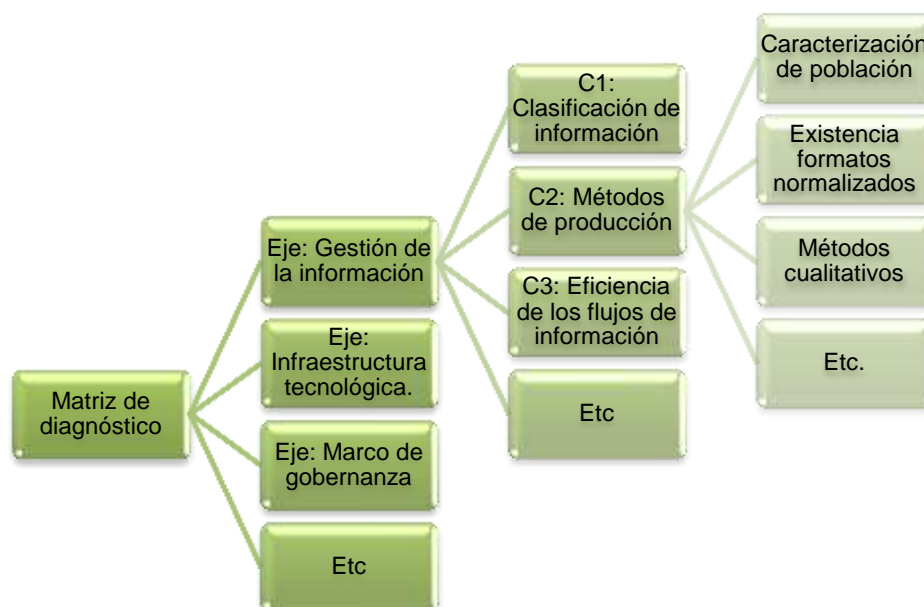 Matriz de
diagnóstico
Eje: Gestión de
la información
Eje:
Infraestructura
tecnológica.
Eje: Marco de
gobernanza
Etc
C1:
Clasificación de
información
C2: Métodos
de producción
C3: Eficiencia
de los flujos de
información
Etc
Caracterización
de población
Existencia
formatos
normalizados
Métodos
cualitativos
Etc.